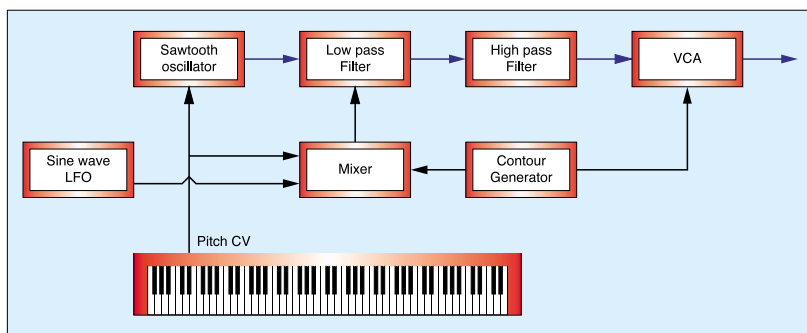 Sawtooth
oscillator
Low pass
Filter
High pass
Filter
VCA
Sine wave
LFO
Mixer
Contour
Generator
Pitch CV